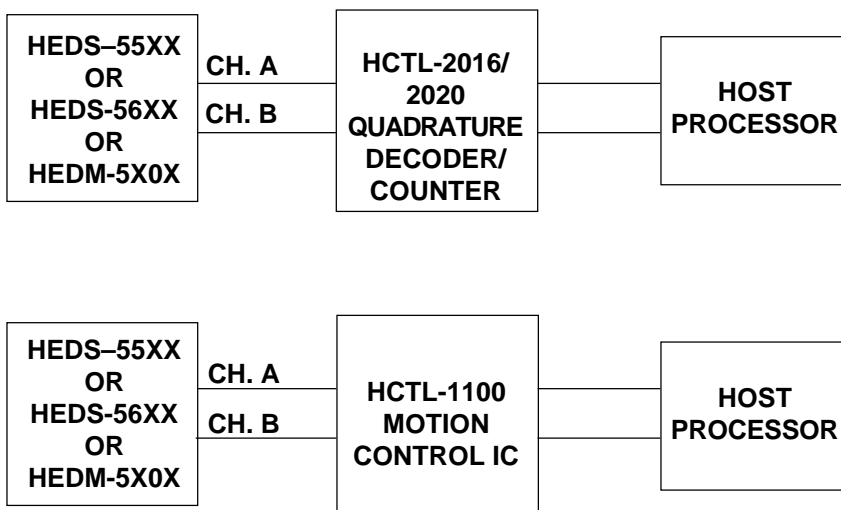 HEDS–55XX
OR
HEDS-56XX
OR
HEDM-5X0X
CH. A
CH. B
HCTL-2016/
2020
QUADRATURE
DECODER/
COUNTER
HOST
PROCESSOR
HEDS–55XX
OR
HEDS-56XX
OR
HEDM-5X0X
CH. A
CH. B
HCTL-1100
MOTION
CONTROL IC
HOST
PROCESSOR